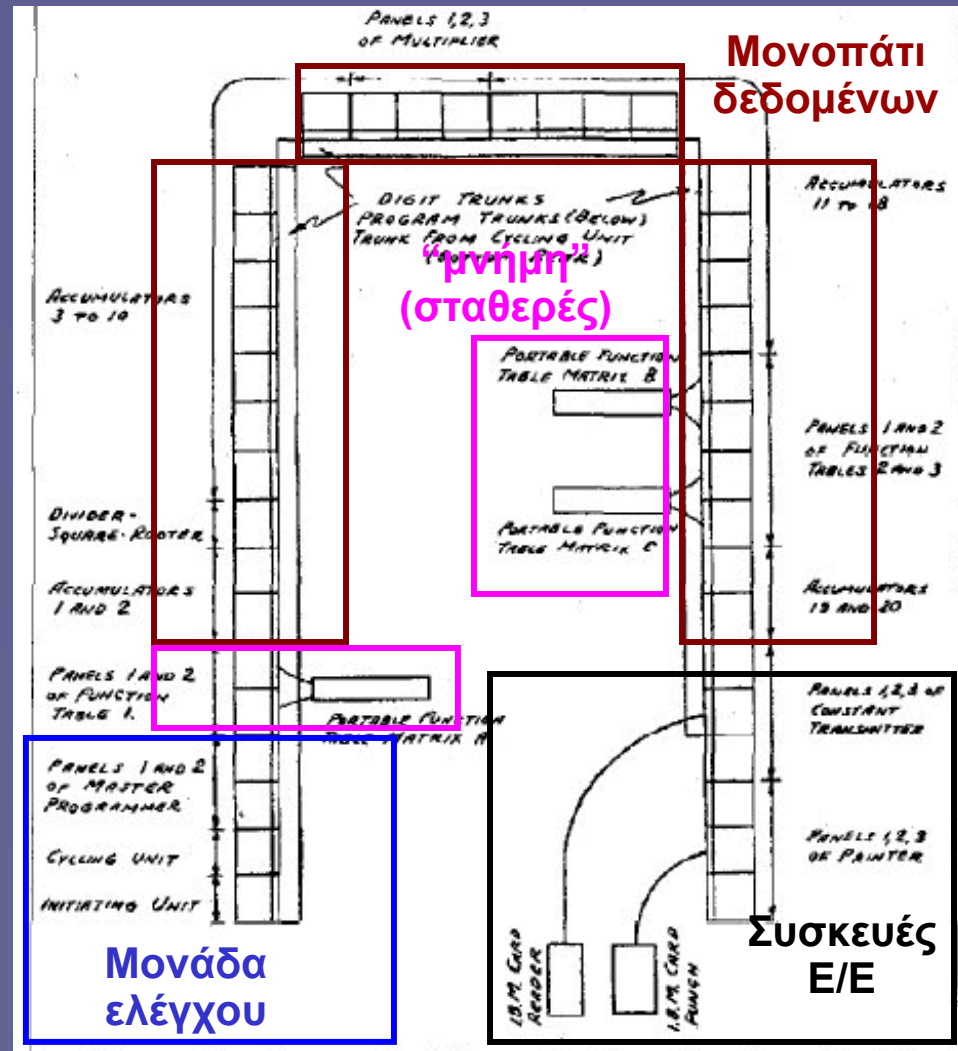 PANELS 1,2,3
OF MULTIPLIER
Μονοπάτι
δεδομένων
DIGIT TRUNKS
PROGRAM TRUNKS (BELOW)
TRUNK FROM CYCLING UNIT
“μνήμη”
(σταθερές)
ACCUMULATORS
11 TO 18
ACCUMULATORS
3 TO 10
PORTABLE FUNCTION
TABLE MATRIX B
PANELS 1 AND 2
OF FUNCTION
TABLES 2 AND 3
DIVIDER-
SQUARE-ROOTER
PORTABLE FUNCTION
TABLE MATRIX C
ACCUMULATORS
1 AND 2
ACCUMULATORS
19 AND 20
PANELS 1 AND 2
OF FUNCTION
TABLE 1.
PORTABLE FUNCTION
TABLE MATRIX A
PANELS 1,2,3 OF
CONSTANT
TRANSMITTER
PANELS 1 AND 2
OF MASTER
PROGRAMMER
CYCLING UNIT
PANELS 1,2,3
OF PRINTER
INITIATING UNIT
Μονάδα
ελέγχου
I.B.M. CARD
READER
I.B.M. CARD
PUNCH
Συσκευές
Ε/Ε